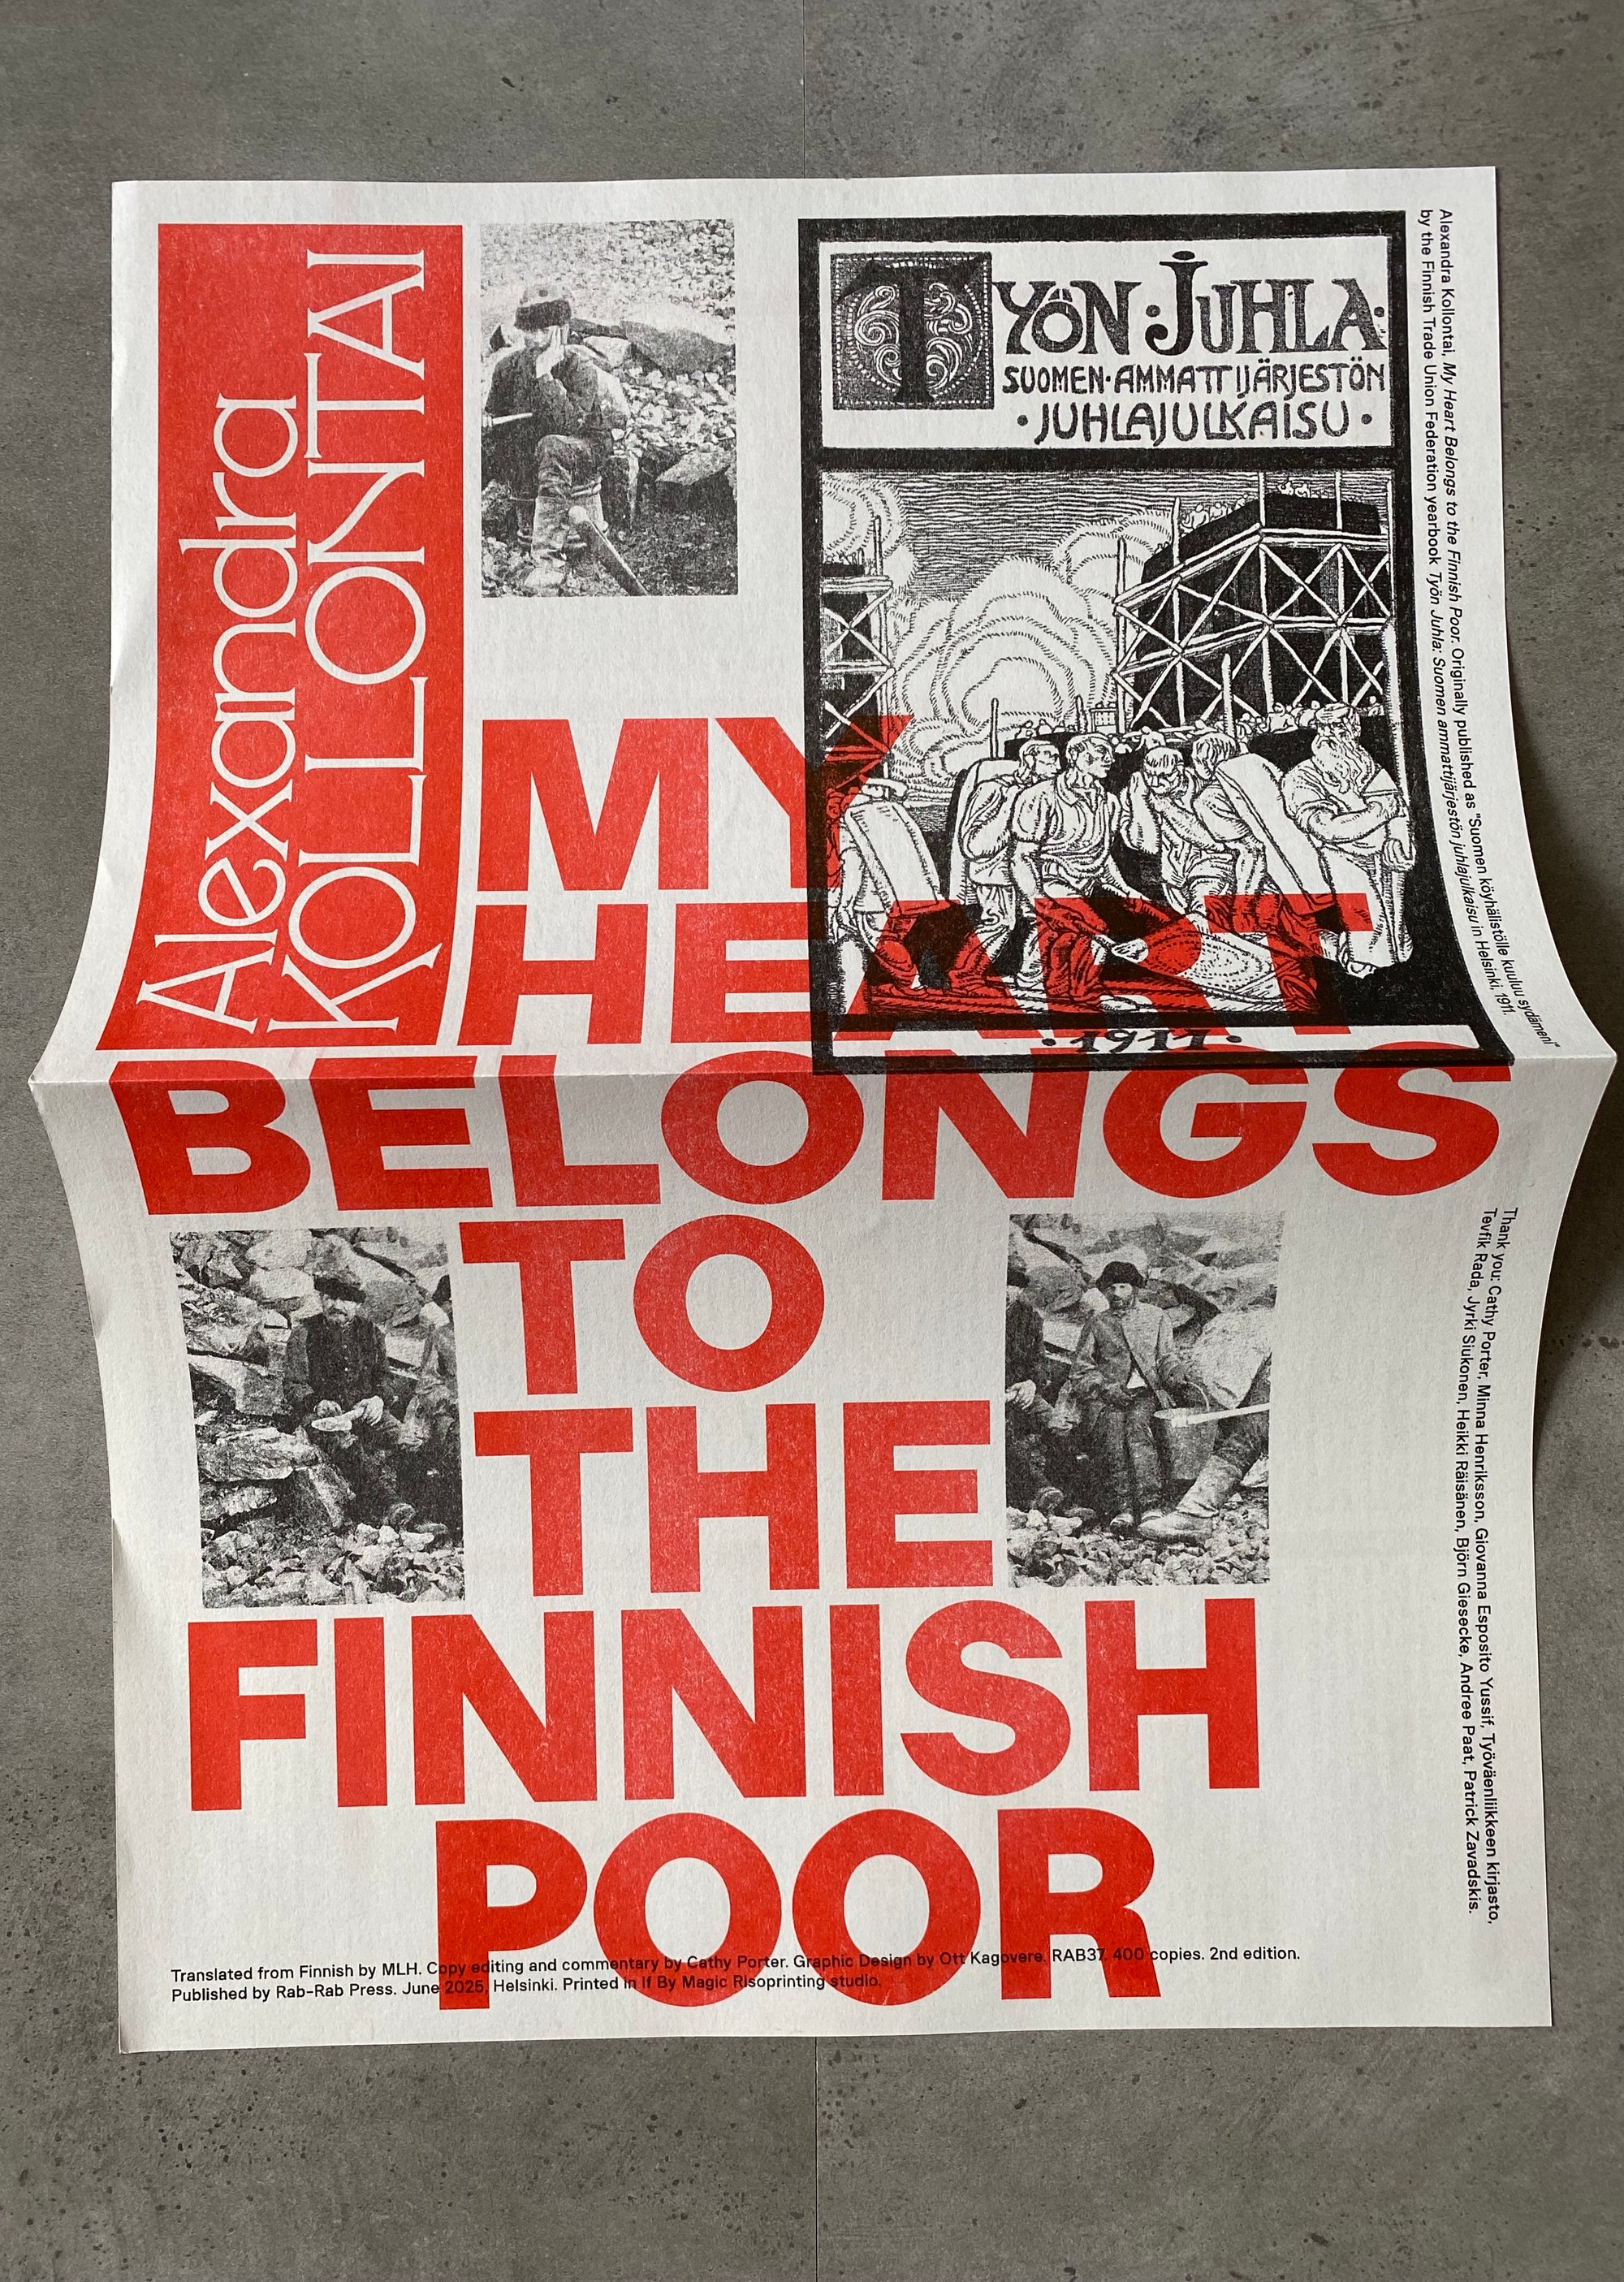 Alexandra
KOLLONTAI
TYÖN · JUHLA ·
SUOMEN · AMMATTIJÄRJESTÖN
· JUHLAJULKAISU ·
· 1911 ·
MY
HEART
BELONGS
TO
THE
FINNISH
POOR
Alexandra Kollontai, My Heart Belongs to the Finnish Poor. Originally published as "Suomen köyhälistölle kuuluu sydämeni"
by the Finnish Trade Union Federation yearbook Työn Juhla: Suomen ammattijärjestön juhlajulkaisu in Helsinki, 1911.
Thank you: Cathy Porter, Minna Henriksson, Giovanna Esposito Yussif, Työväenliikkeen kirjasto,
Tevfik Rada, Jyrki Siukonen, Heikki Räisänen, Björn Giesecke, Andree Paat, Patrick Zavadskis.
Translated from Finnish by MLH. Copy editing and commentary by Cathy Porter. Graphic Design by Ott Kagovere. RAB37. 400 copies. 2nd edition.
Published by Rab-Rab Press. June 2025, Helsinki. Printed in If By Magic Risoprinting studio.